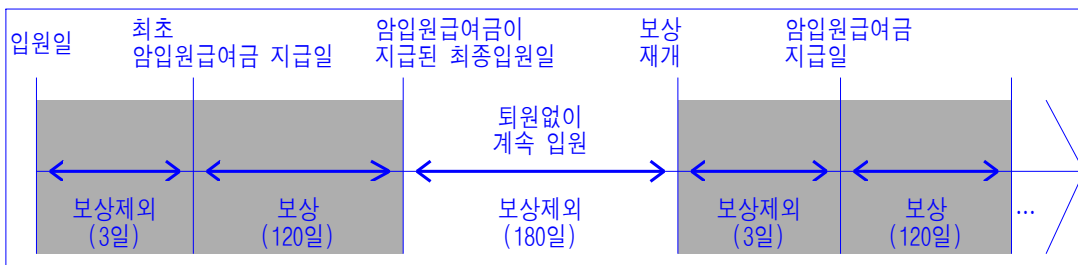 입원일
최초
암입원급여금 지급일
암입원급여금이
지급된 최종입원일
보상
재개
암입원급여금
지급일
퇴원없이
계속 입원
보상제외
(3일)
보상
(120일)
보상제외
(180일)
보상제외
(3일)
보상
(120일)
…